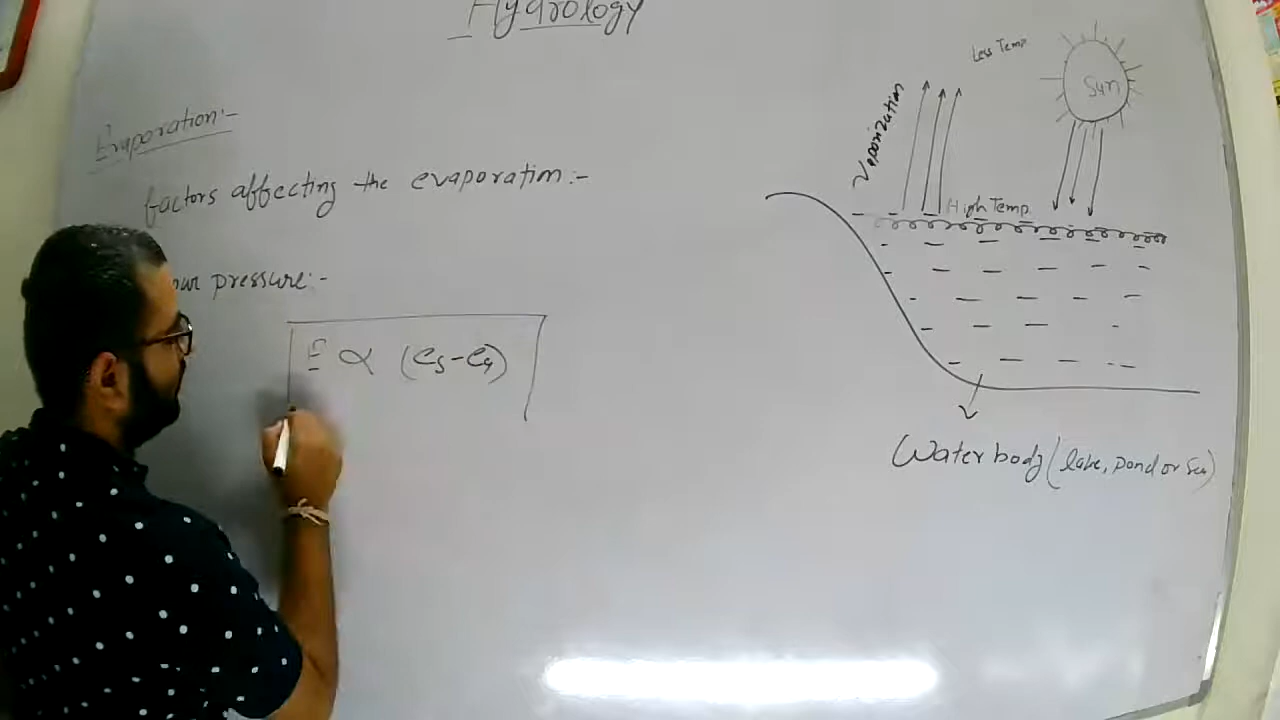 Hydrology
Evaporation:-
factors affecting the evaporation:-
pressure:-
E ∝ (es-ea)
Less Temp
Sun
Vaporization
High Temp.
Water body (lake, pond or Sea)